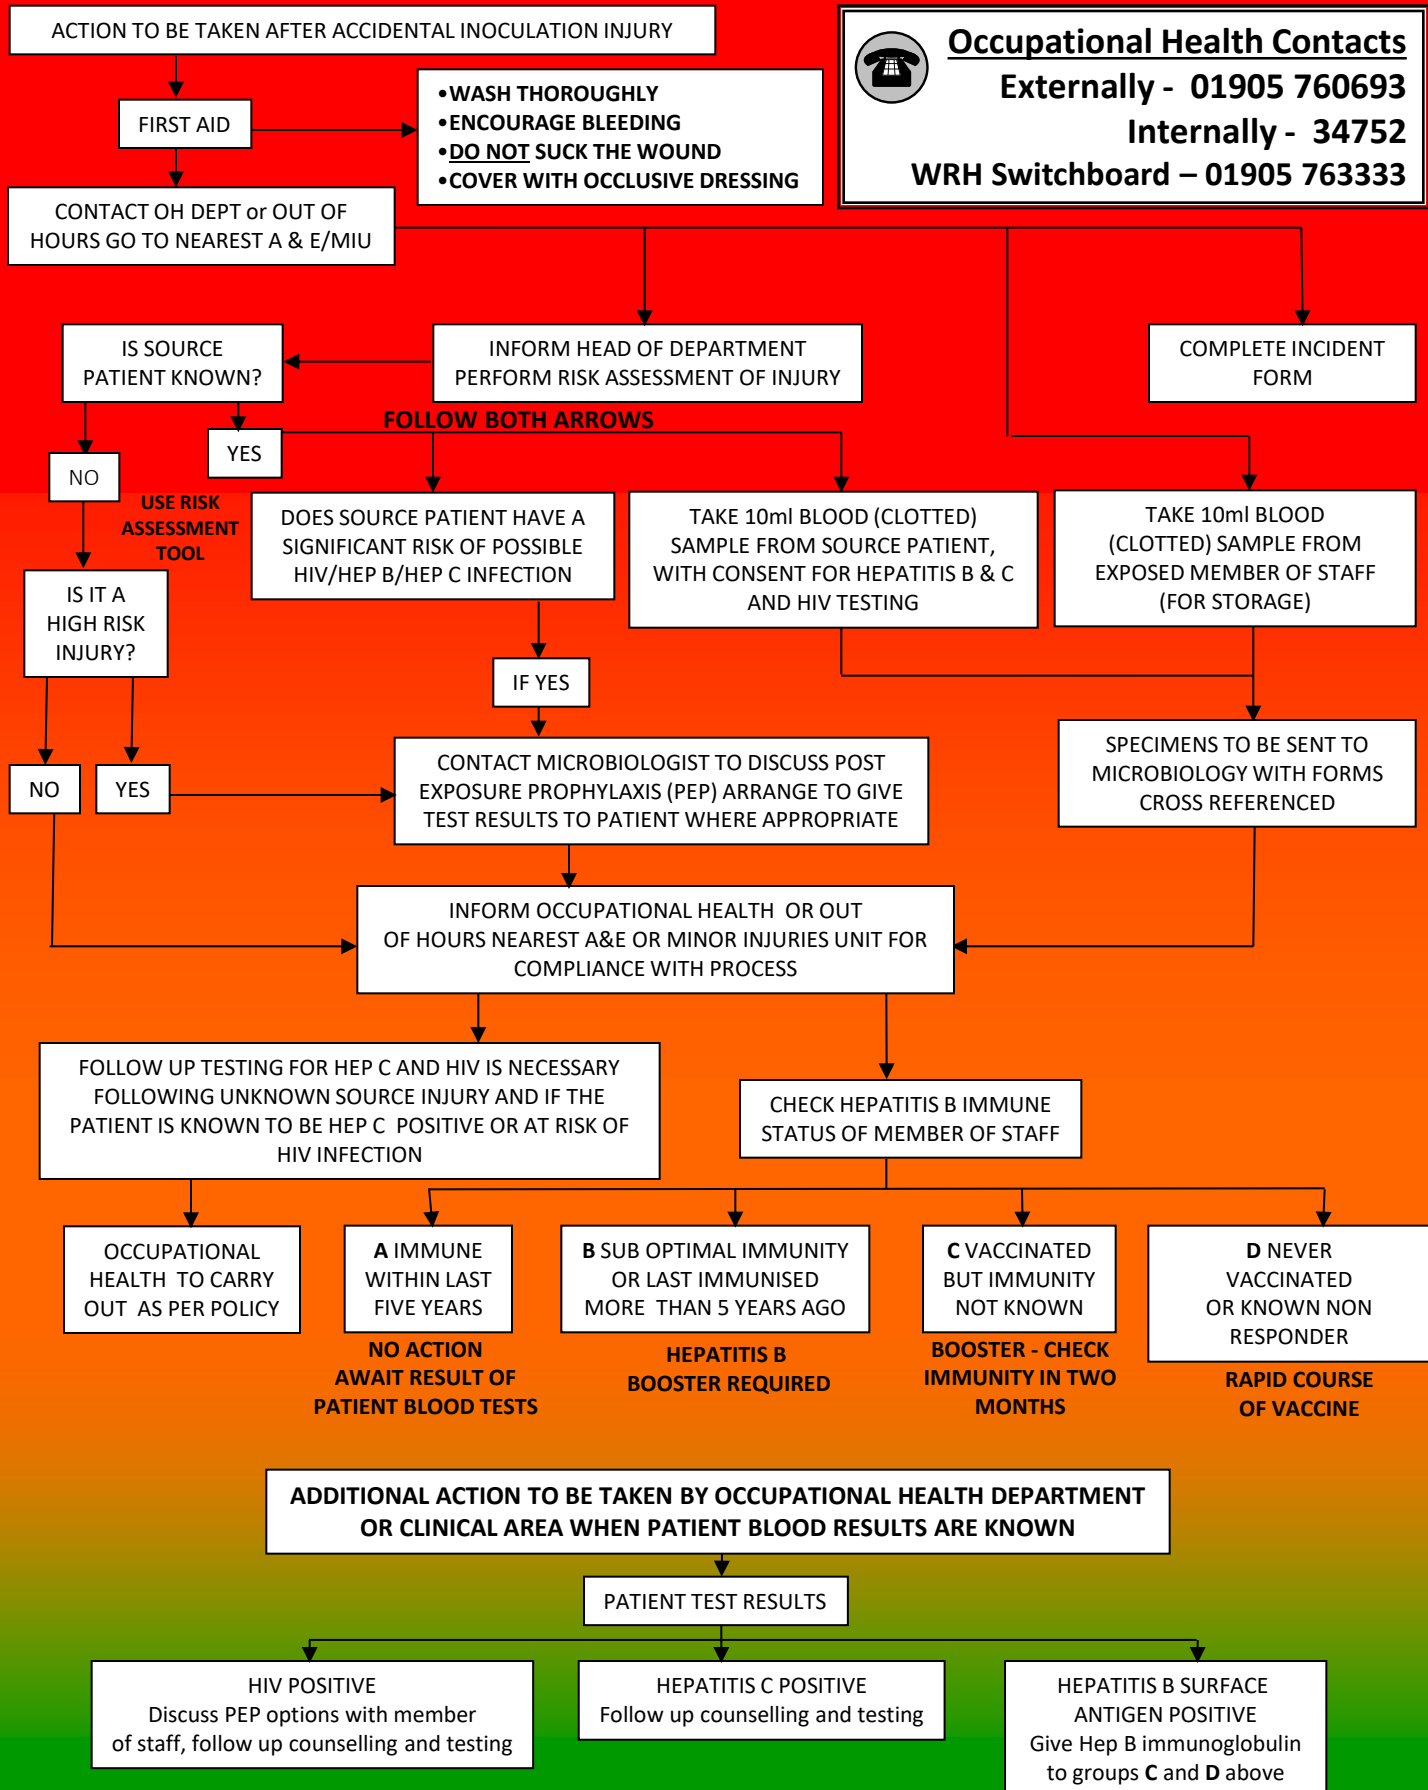 ACTION TO BE TAKEN AFTER ACCIDENTAL INOCULATION INJURY
Occupational Health Contacts
Externally - 01905 760693
Internally - 34752
WRH Switchboard – 01905 763333
FIRST AID
•WASH THOROUGHLY
•ENCOURAGE BLEEDING
•DO NOT SUCK THE WOUND
•COVER WITH OCCLUSIVE DRESSING
CONTACT OH DEPT or OUT OF
HOURS GO TO NEAREST A & E/MIU
IS SOURCE
PATIENT KNOWN?
INFORM HEAD OF DEPARTMENT
PERFORM RISK ASSESSMENT OF INJURY
COMPLETE INCIDENT
FORM
FOLLOW BOTH ARROWS
YES
NO
USE RISK
ASSESSMENT
TOOL
DOES SOURCE PATIENT HAVE A
SIGNIFICANT RISK OF POSSIBLE
HIV/HEP B/HEP C INFECTION
TAKE 10ml BLOOD (CLOTTED)
SAMPLE FROM SOURCE PATIENT,
WITH CONSENT FOR HEPATITIS B & C
AND HIV TESTING
TAKE 10ml BLOOD
(CLOTTED) SAMPLE FROM
EXPOSED MEMBER OF STAFF
(FOR STORAGE)
IS IT A
HIGH RISK
INJURY?
IF YES
NO
YES
CONTACT MICROBIOLOGIST TO DISCUSS POST
EXPOSURE PROPHYLAXIS (PEP) ARRANGE TO GIVE
TEST RESULTS TO PATIENT WHERE APPROPRIATE
SPECIMENS TO BE SENT TO
MICROBIOLOGY WITH FORMS
CROSS REFERENCED
INFORM OCCUPATIONAL HEALTH OR OUT
OF HOURS NEAREST A&E OR MINOR INJURIES UNIT FOR
COMPLIANCE WITH PROCESS
FOLLOW UP TESTING FOR HEP C AND HIV IS NECESSARY
FOLLOWING UNKNOWN SOURCE INJURY AND IF THE
PATIENT IS KNOWN TO BE HEP C POSITIVE OR AT RISK OF
HIV INFECTION
CHECK HEPATITIS B IMMUNE
STATUS OF MEMBER OF STAFF
OCCUPATIONAL
HEALTH TO CARRY
OUT AS PER POLICY
A IMMUNE
WITHIN LAST
FIVE YEARS
NO ACTION
AWAIT RESULT OF
PATIENT BLOOD TESTS
B SUB OPTIMAL IMMUNITY
OR LAST IMMUNISED
MORE THAN 5 YEARS AGO
HEPATITIS B
BOOSTER REQUIRED
C VACCINATED
BUT IMMUNITY
NOT KNOWN
BOOSTER - CHECK
IMMUNITY IN TWO
MONTHS
D NEVER
VACCINATED
OR KNOWN NON
RESPONDER
RAPID COURSE
OF VACCINE
ADDITIONAL ACTION TO BE TAKEN BY OCCUPATIONAL HEALTH DEPARTMENT
OR CLINICAL AREA WHEN PATIENT BLOOD RESULTS ARE KNOWN
PATIENT TEST RESULTS
HIV POSITIVE
Discuss PEP options with member
of staff, follow up counselling and testing
HEPATITIS C POSITIVE
Follow up counselling and testing
HEPATITIS B SURFACE
ANTIGEN POSITIVE
Give Hep B immunoglobulin
to groups C and D above